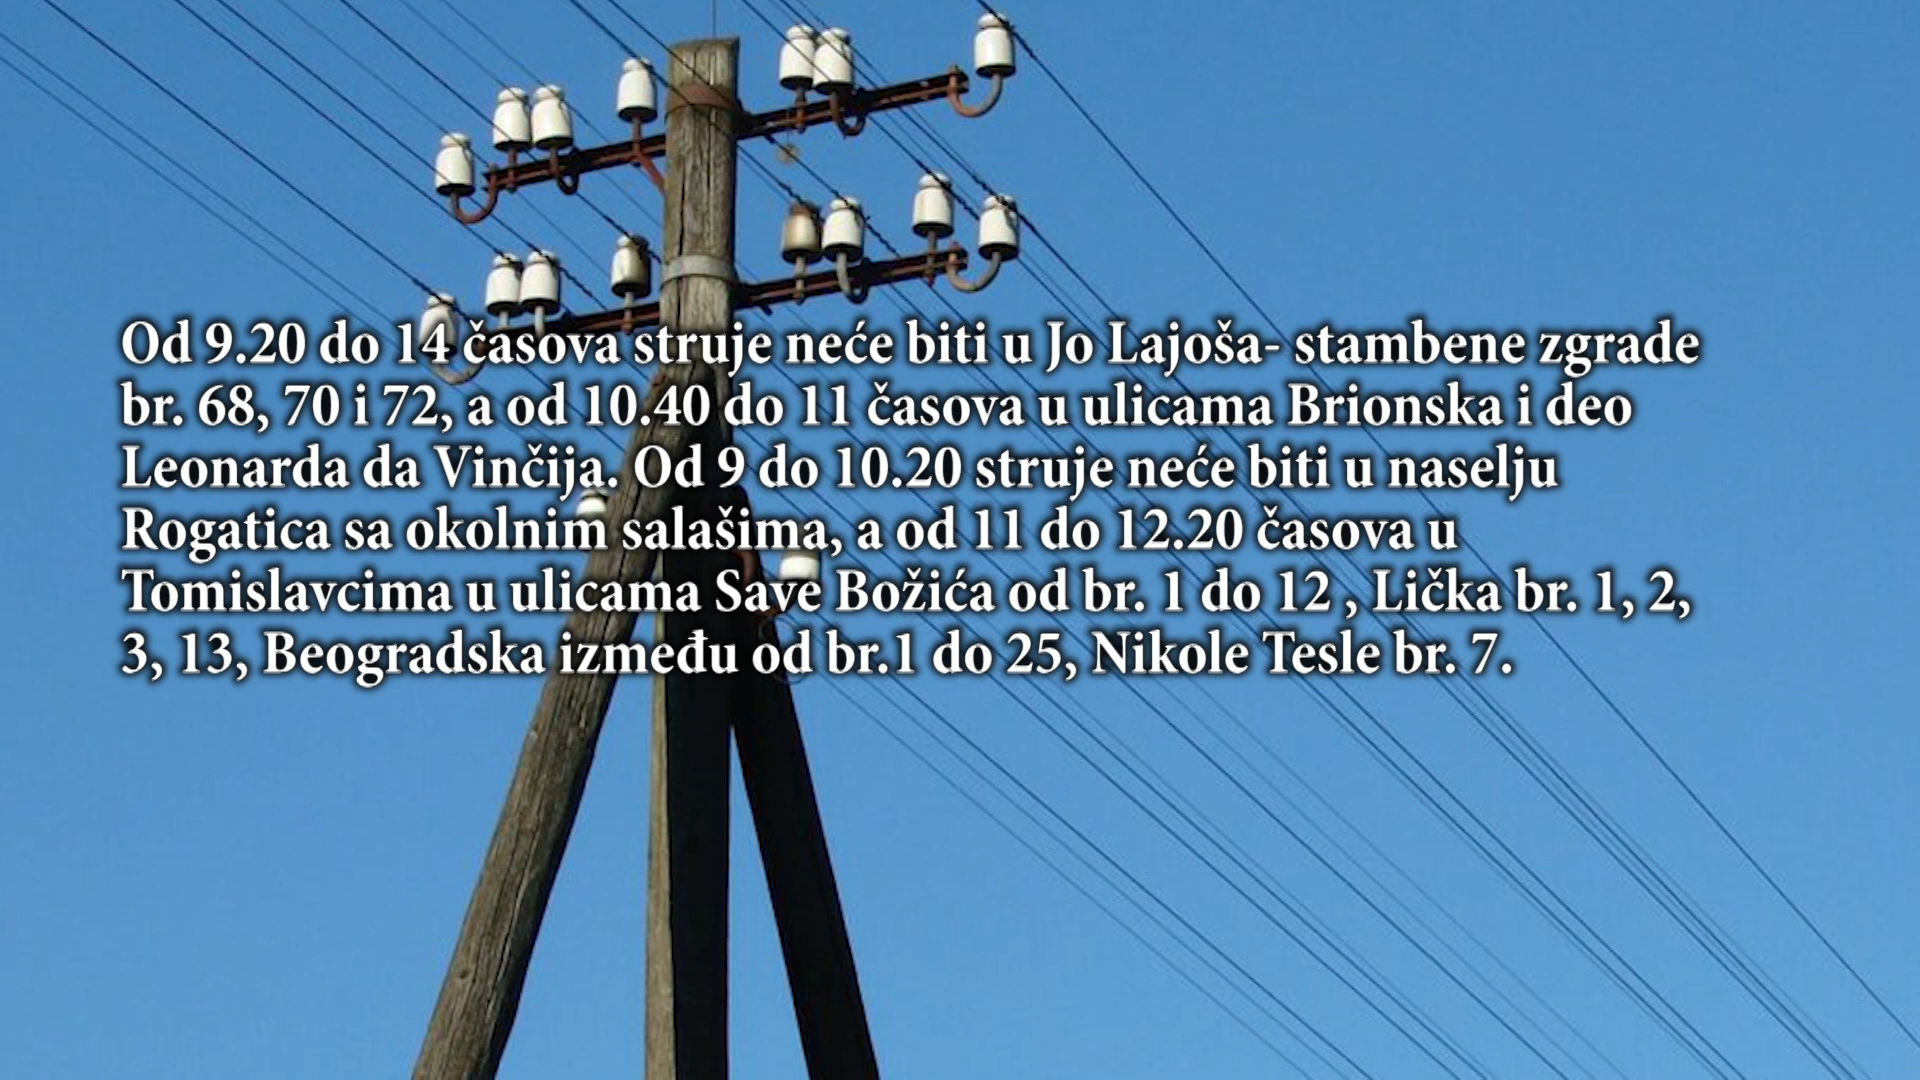 Od 9.20 do 14 časova struje neće biti u Jo Lajoša- stambene zgrade
br. 68, 70 i 72, a od 10.40 do 11 časova u ulicama Brionska i deo
Leonarda da Vinčija. Od 9 do 10.20 struje neće biti u naselju
Rogatica sa okolnim salašima, a od 11 do 12.20 časova u
Tomislavcima u ulicama Save Božića od br. 1 do 12 , Lička br. 1, 2,
3, 13, Beogradska između od br.1 do 25, Nikole Tesle br. 7.